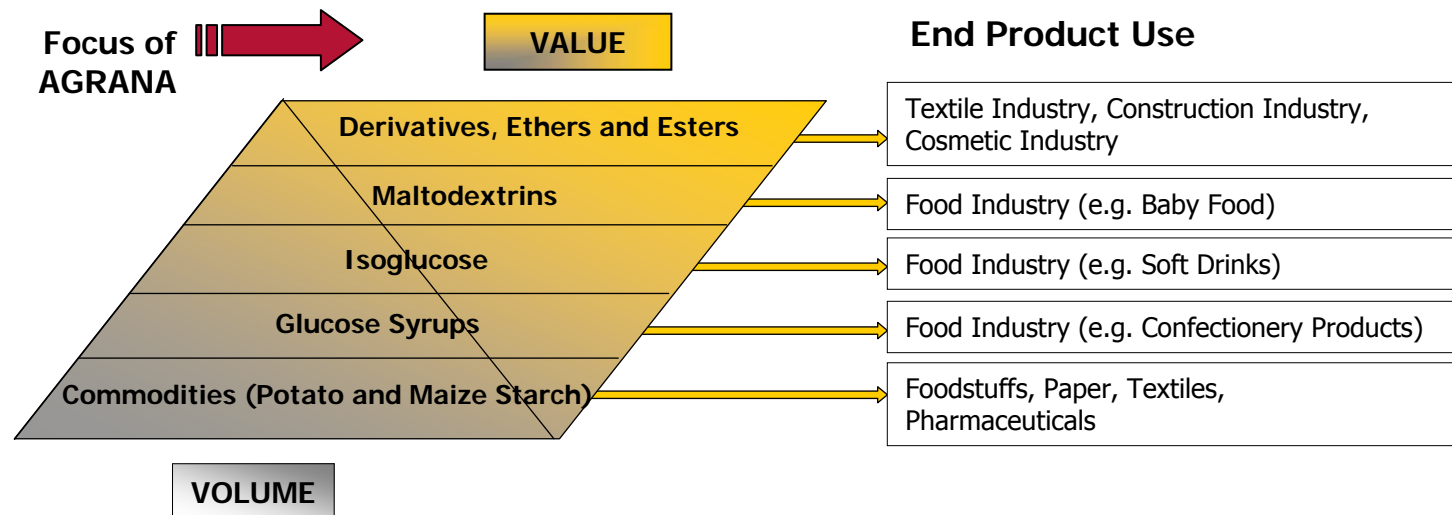 Focus of
AGRANA
VALUE
End Product Use
Derivatives, Ethers and Esters
Textile Industry, Construction Industry,
Cosmetic Industry
Maltodextrins
Food Industry (e.g. Baby Food)
Isoglucose
Food Industry (e.g. Soft Drinks)
Glucose Syrups
Food Industry (e.g. Confectionery Products)
Commodities (Potato and Maize Starch)
Foodstuffs, Paper, Textiles,
Pharmaceuticals
VOLUME